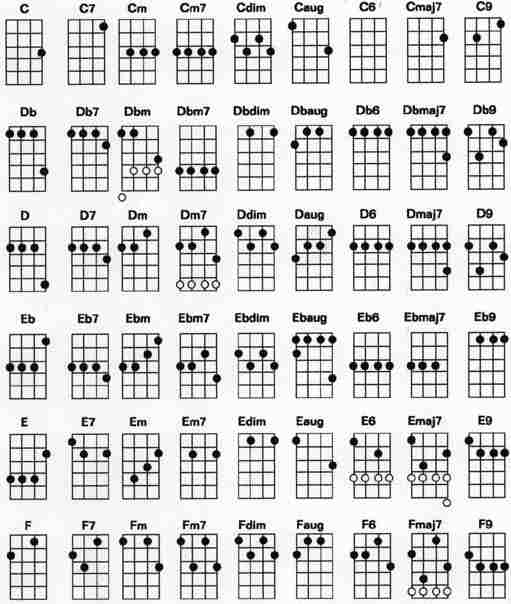 C C7 Cm Cm7 Cdim Caug C6 Cmaj7 C9
Db Db7 Dbm Dbm7 Dbdim Dbaug Db6 Dbmaj7 Db9
D D7 Dm Dm7 Ddim Daug D6 Dmaj7 D9
Eb Eb7 Ebm Ebm7 Ebdim Ebaug Eb6 Ebmaj7 Eb9
E E7 Em Em7 Edim Eaug E6 Emaj7 E9
F F7 Fm Fm7 Fdim Faug F6 Fmaj7 F9